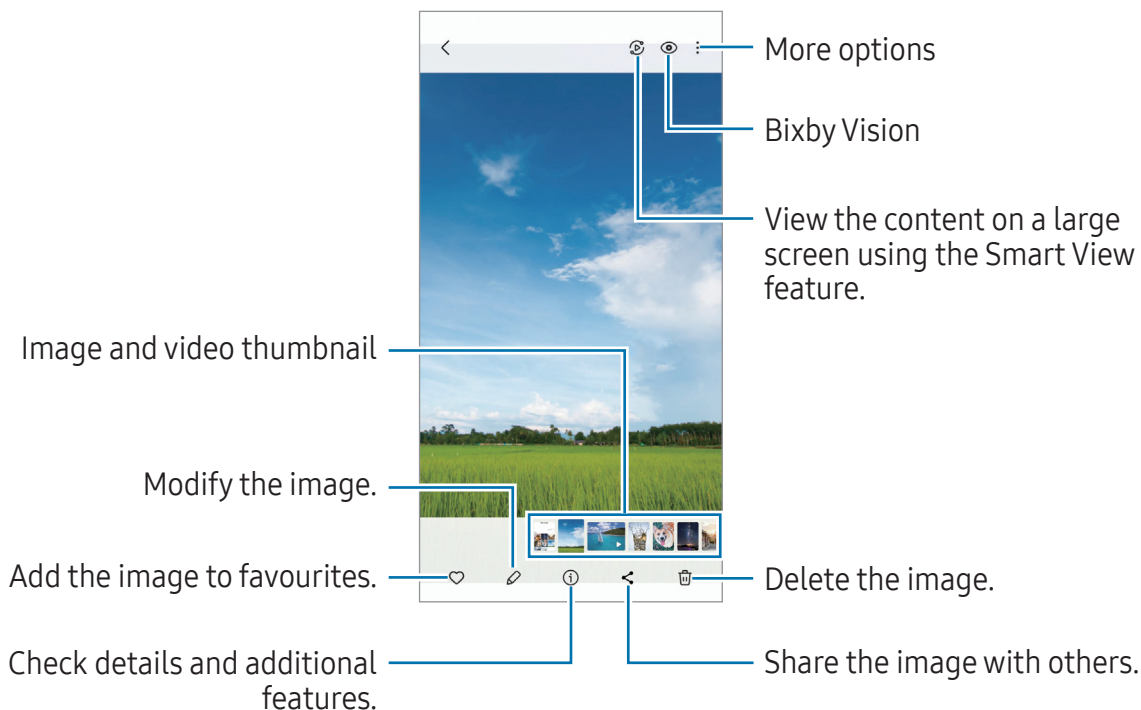 More options
Bixby Vision
View the content on a large
screen using the Smart View
feature.
Image and video thumbnail
Modify the image.
Add the image to favourites.
Delete the image.
Check details and additional
features.
Share the image with others.